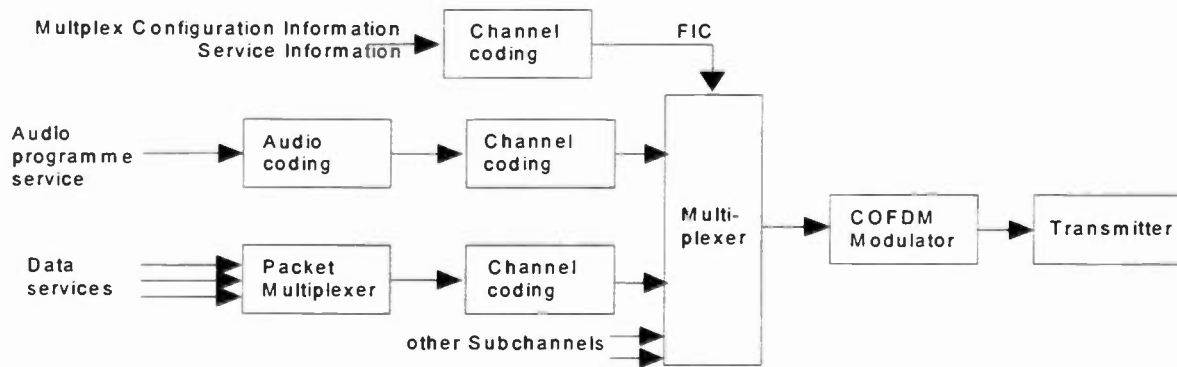 Multplex Configuration Information
Service Information
Channel
coding
FIC
Audio
programme
service
Audio
coding
Channel
coding
Multi-
plexer
COFDM
Modulator
Transmitter
Data
services
Packet
Multiplexer
Channel
coding
other Subchannels